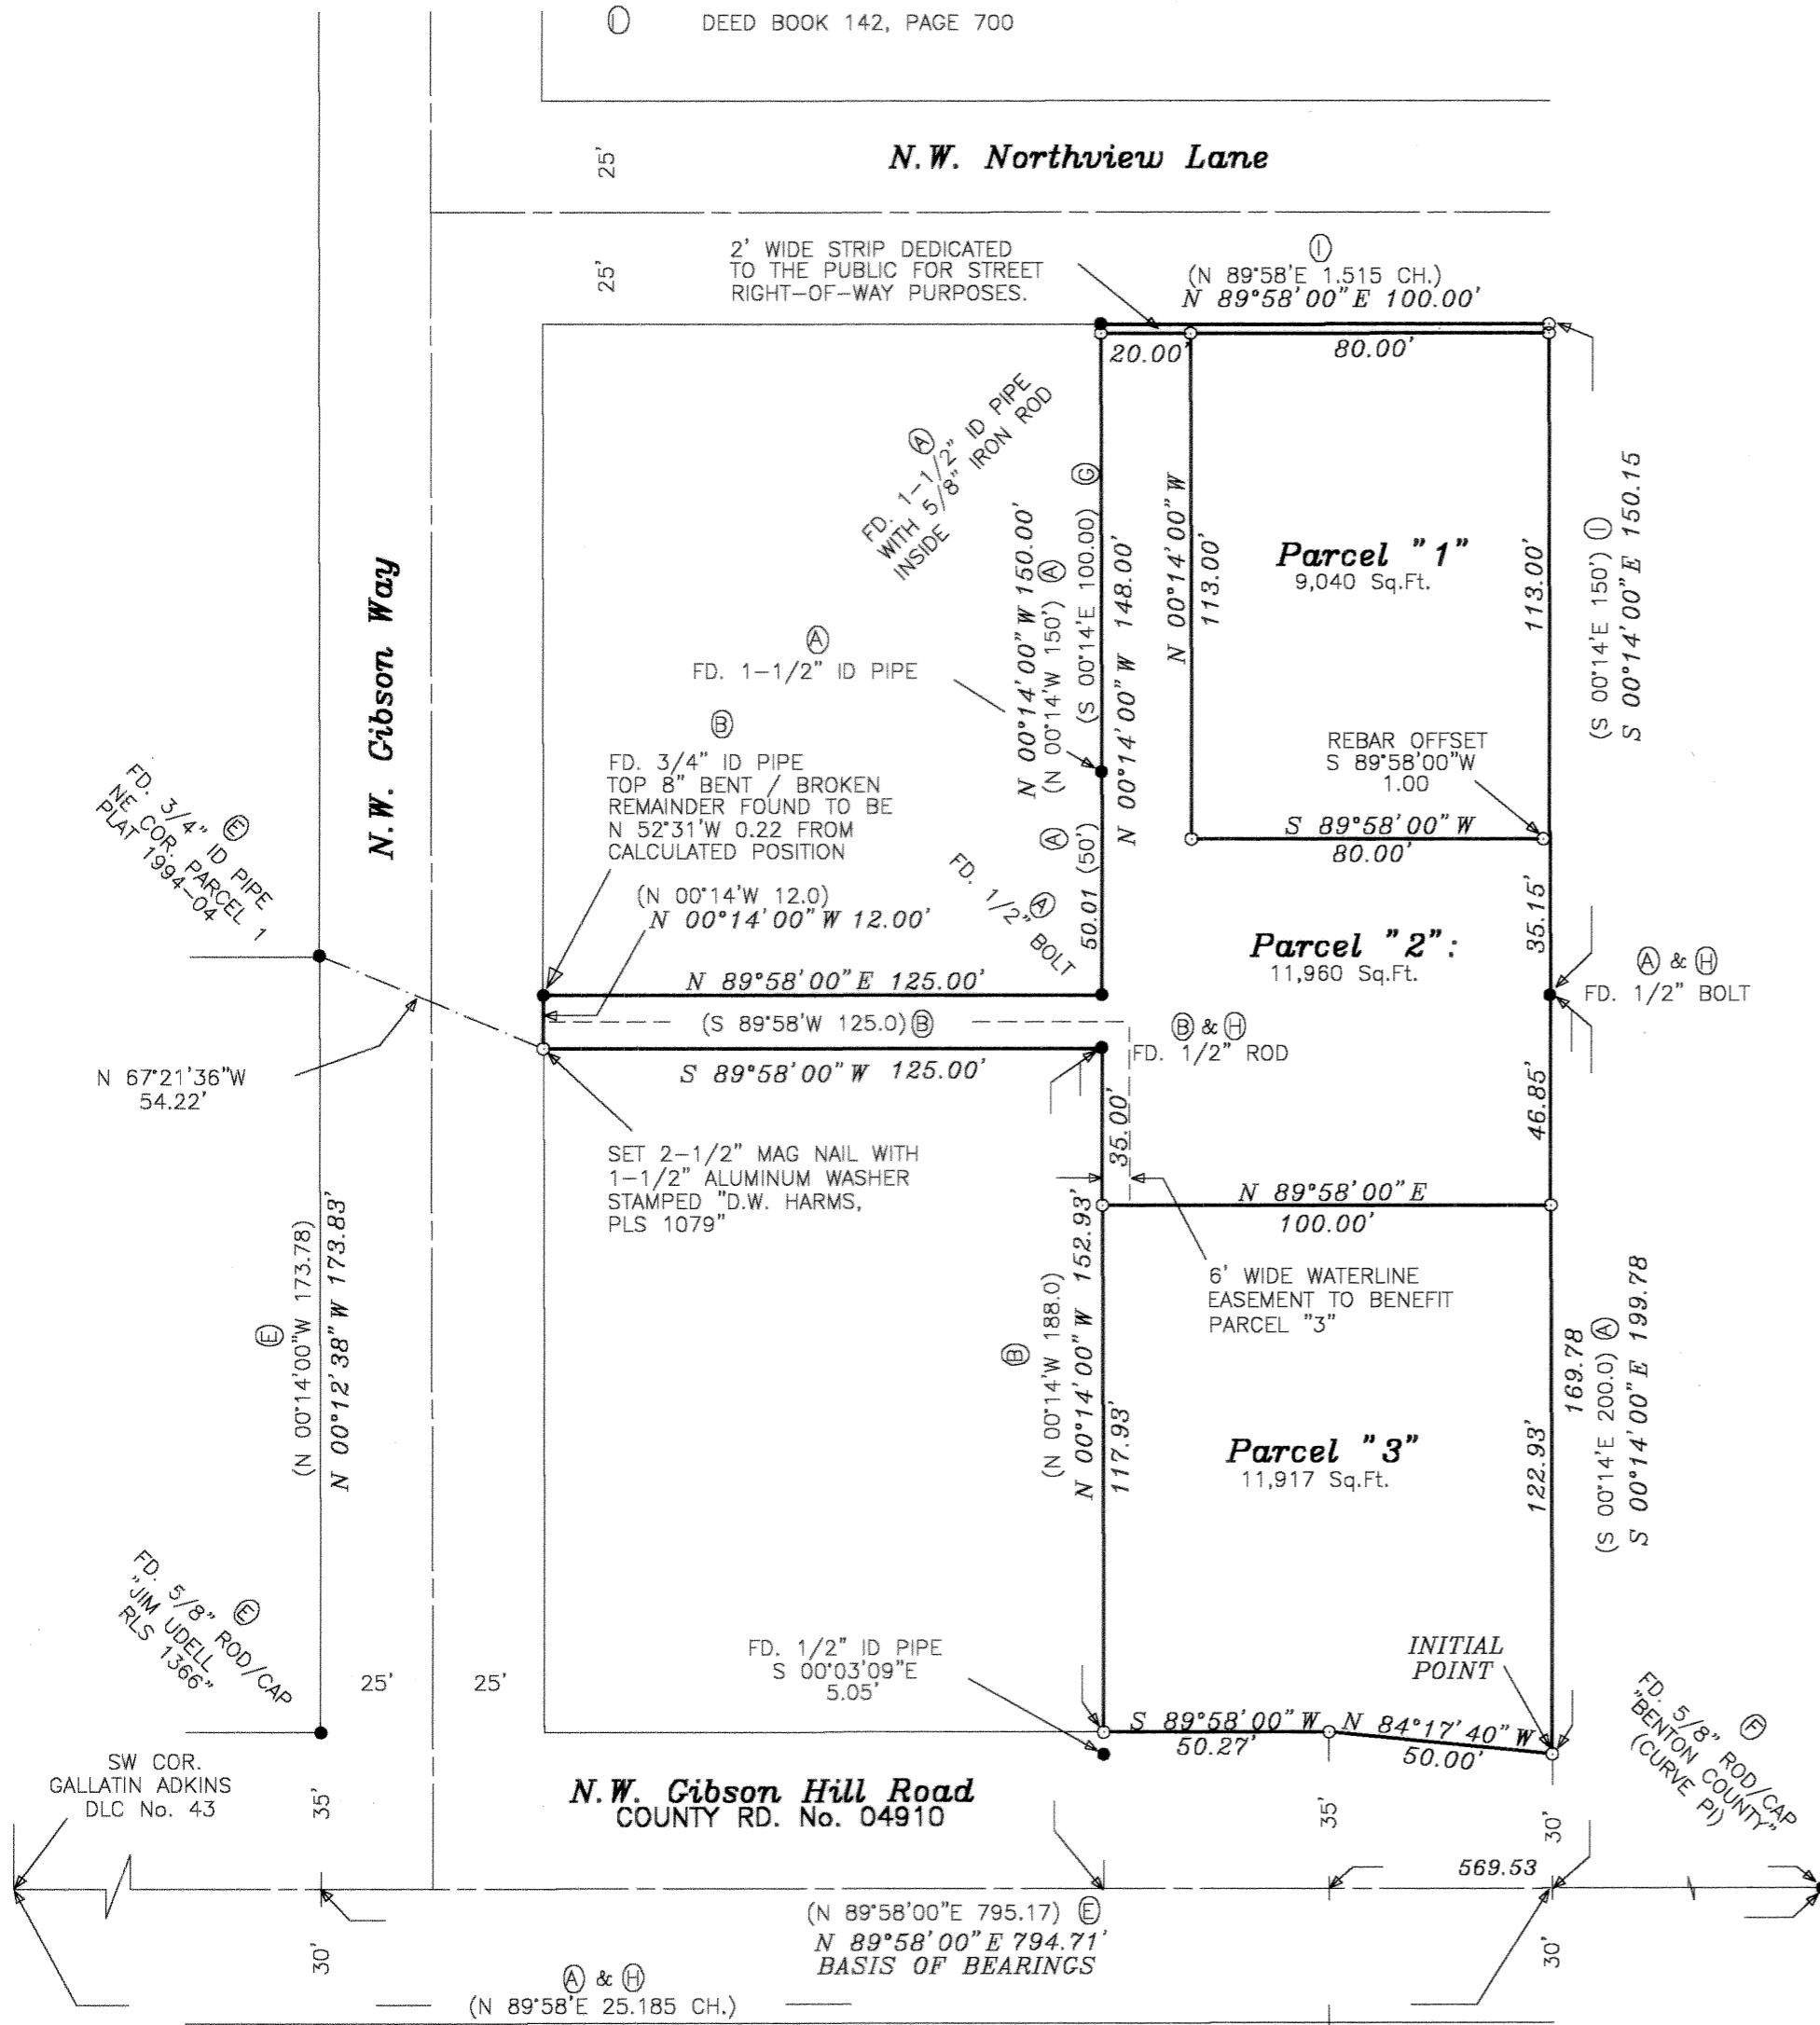 Ⓘ DEED BOOK 142, PAGE 700
25'
N.W. Northview Lane
25'
2' WIDE STRIP DEDICATED
TO THE PUBLIC FOR STREET
RIGHT-OF-WAY PURPOSES.
Ⓘ
(N 89°58'E 1.515 CH.)
N 89°58'00"E 100.00'
20.00'
80.00'
Ⓐ
FD. 1-1/2" ID PIPE
WITH 5/8" IRON ROD
INSIDE
N 00°14'00"W 150.00'
(N 00°14'W 150') Ⓐ
(S 00°14'E 100.00) Ⓖ
N 00°14'00"W 148.00'
N 00°14'00"W
113.00'
Parcel "1"
9,040 Sq.Ft.
113.00'
(S 00°14'E 150') Ⓘ
S 00°14'00"E 150.15
N.W. Gibson Way
Ⓐ
FD. 1-1/2" ID PIPE
Ⓑ
FD. 3/4" ID PIPE
TOP 8" BENT / BROKEN
REMAINDER FOUND TO BE
N 52°31'W 0.22 FROM
CALCULATED POSITION
REBAR OFFSET
S 89°58'00"W
1.00
S 89°58'00"W
80.00'
Ⓔ
FD. 3/4" ID PIPE
NE COR. PARCEL 1
PLAT 1994-04
(N 00°14'W 12.0)
N 00°14'00"W 12.00'
Ⓐ
FD. 1/2" BOLT
50.01 (50') Ⓐ
35.15'
Parcel "2":
11,960 Sq.Ft.
Ⓐ & Ⓗ
FD. 1/2" BOLT
N 89°58'00"E 125.00'
(S 89°58'W 125.0) Ⓑ
S 89°58'00"W 125.00'
Ⓑ & Ⓗ
FD. 1/2" ROD
N 67°21'36"W
54.22'
46.85'
35.00'
SET 2-1/2" MAG NAIL WITH
1-1/2" ALUMINUM WASHER
STAMPED "D.W. HARMS,
PLS 1079"
N 89°58'00"E
100.00'
6' WIDE WATERLINE
EASEMENT TO BENEFIT
PARCEL "3"
Ⓔ
(N 00°14'00"W 173.78)
N 00°12'38"W 173.83'
Ⓑ
(N 00°14'W 188.0)
N 00°14'00"W 152.93'
117.93'
Parcel "3"
11,917 Sq.Ft.
122.93'
169.78
(S 00°14'E 200.0) Ⓐ
S 00°14'00"E 199.78
Ⓔ
FD. 5/8" ROD/CAP
"JIM UDELL
RLS 1366"
25'
25'
FD. 1/2" ID PIPE
S 00°03'09"E
5.05'
INITIAL
POINT
S 89°58'00"W
50.27'
N 84°17'40"W
50.00'
Ⓕ
FD. 5/8" ROD/CAP
"BENTON COUNTY"
(CURVE PI)
SW COR.
GALLATIN ADKINS
DLC No. 43
35'
N.W. Gibson Hill Road
COUNTY RD. No. 04910
35'
30'
569.53
(N 89°58'00"E 795.17) Ⓔ
N 89°58'00"E 794.71'
BASIS OF BEARINGS
30'
30'
Ⓐ & Ⓗ
(N 89°58'E 25.185 CH.)